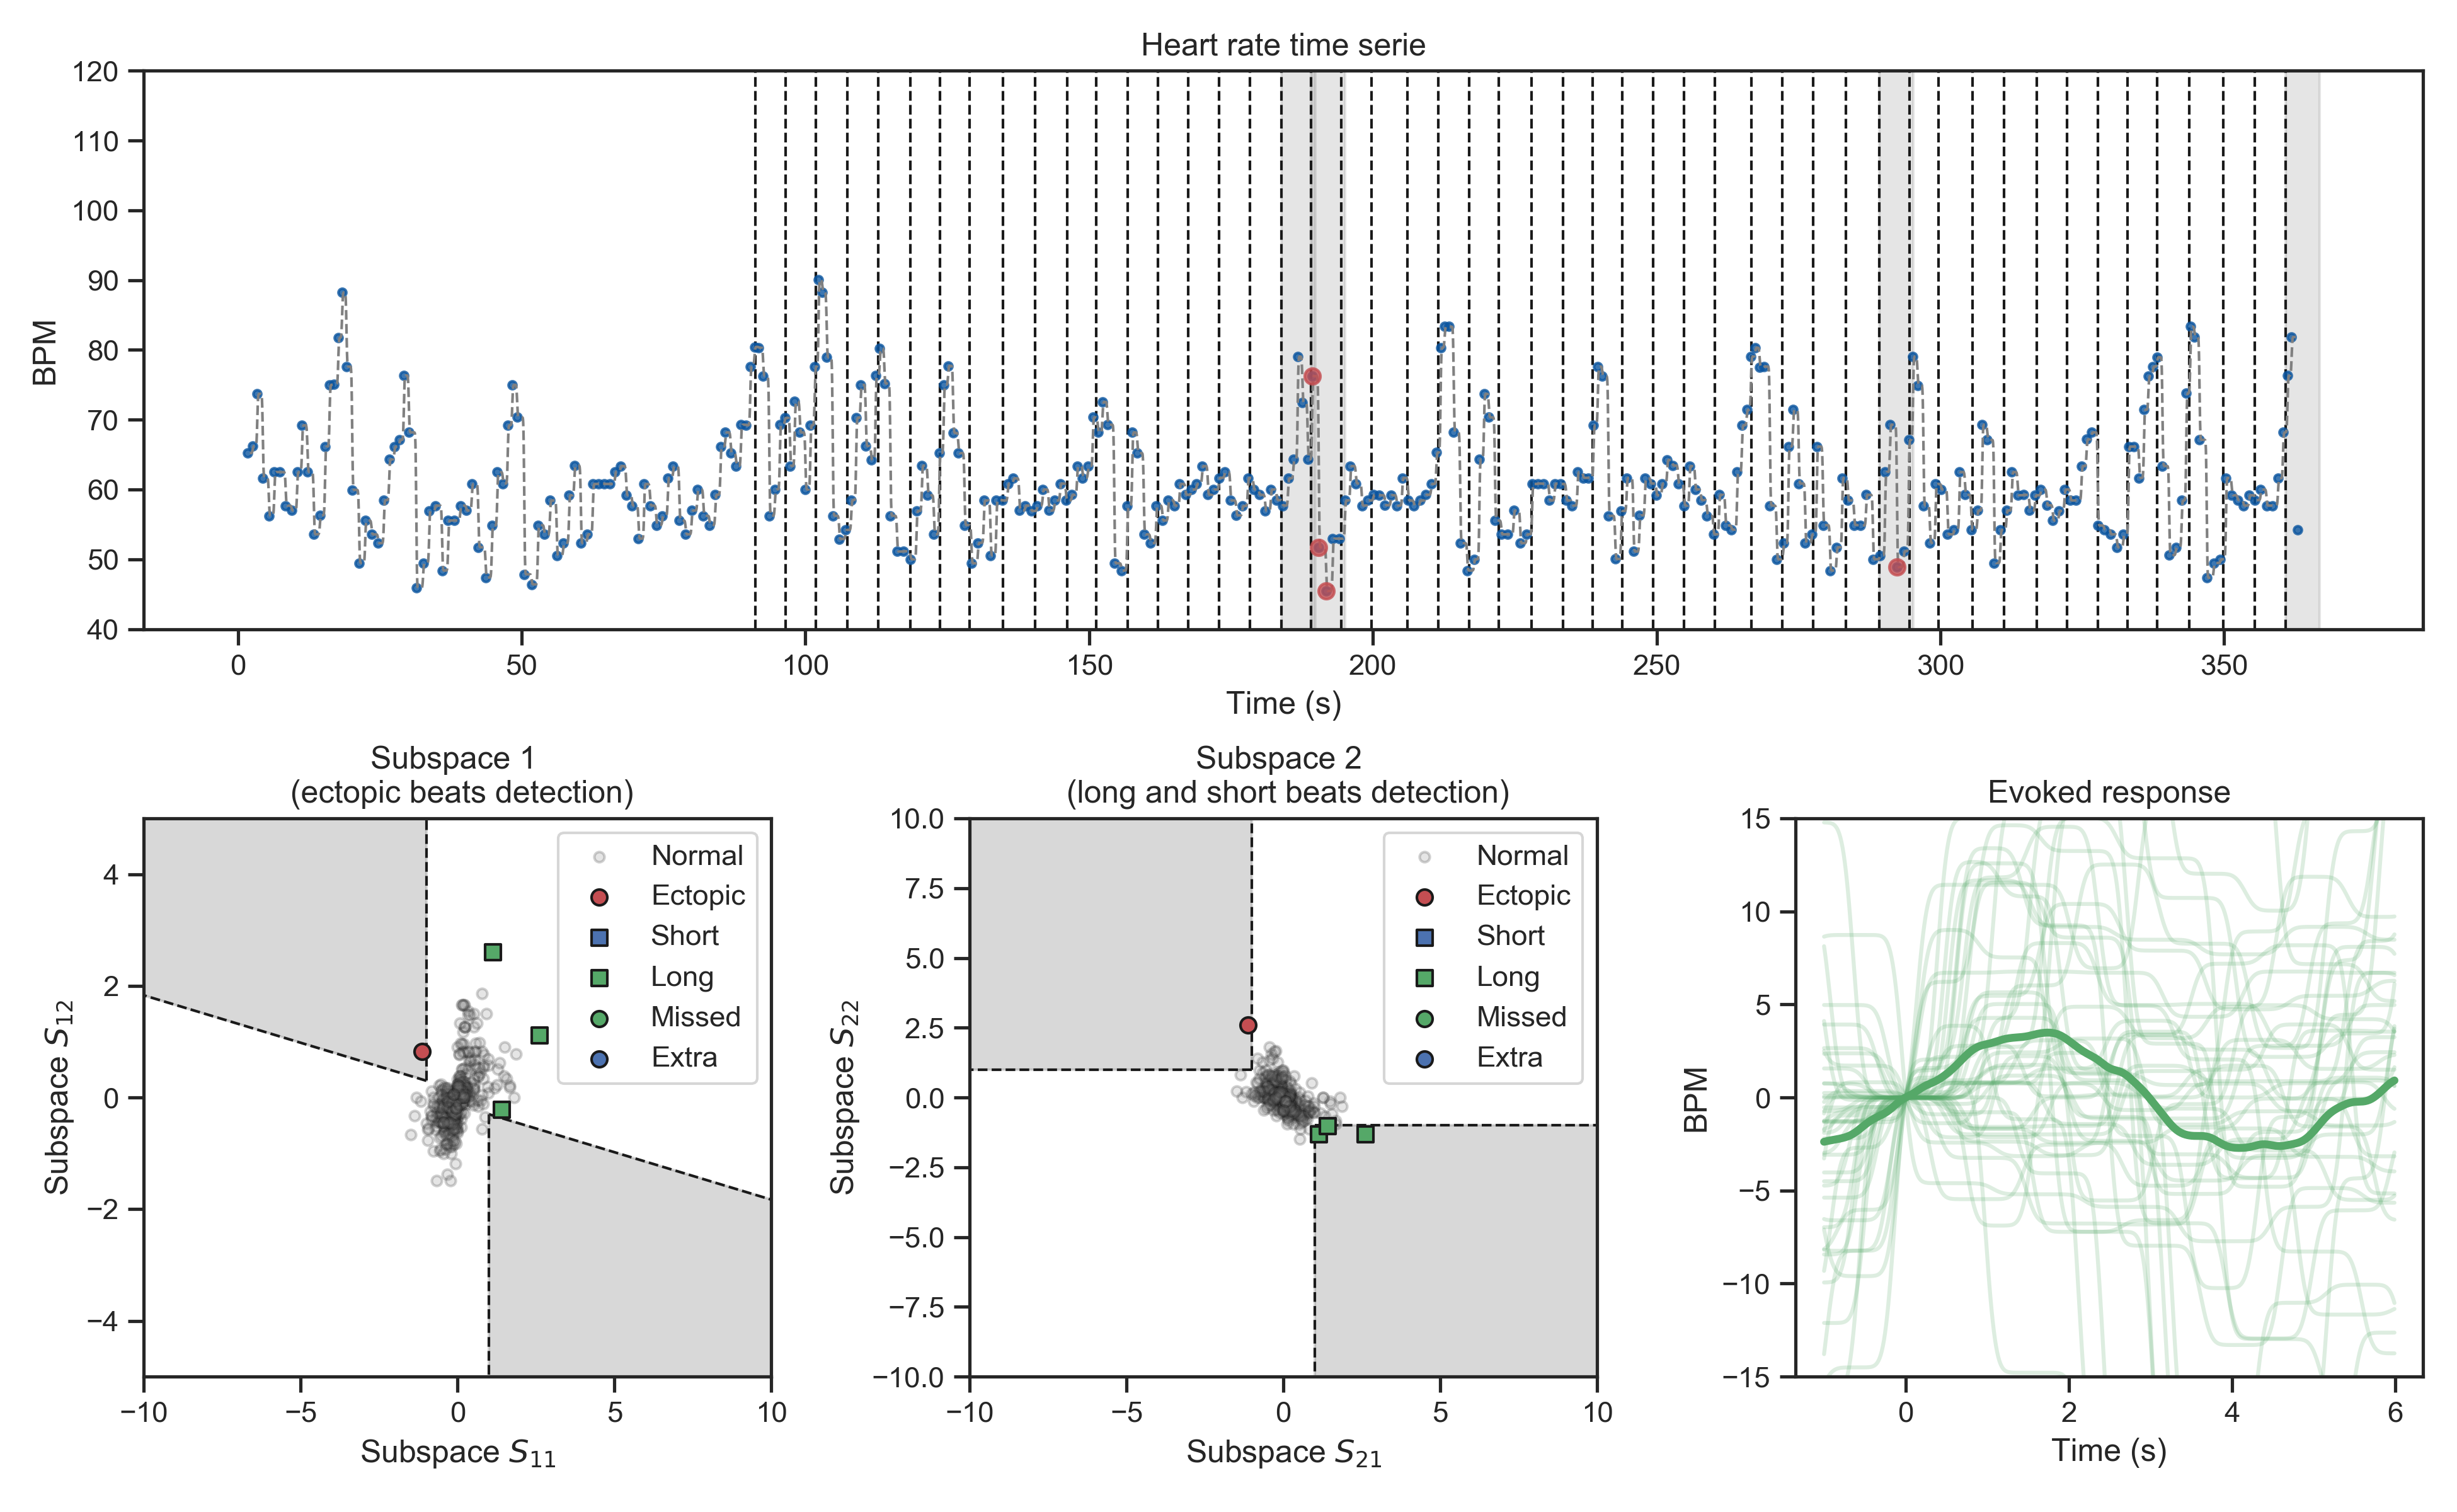 Heart rate time serie
120
110
100
90
80
70
60
50
40
BPM
0 50 100 150 200 250 300 350
Time (s)
Subspace 1
(ectopic beats detection)
4
2
0
−2
−4
Subspace S12
Normal
Ectopic
Short
Long
Missed
Extra
−10 −5 0 5 10
Subspace S11
Subspace 2
(long and short beats detection)
10.0
7.5
5.0
2.5
0.0
−2.5
−5.0
−7.5
−10.0
Subspace S22
Normal
Ectopic
Short
Long
Missed
Extra
−10 −5 0 5 10
Subspace S21
Evoked response
15
10
5
0
−5
−10
−15
BPM
0 2 4 6
Time (s)